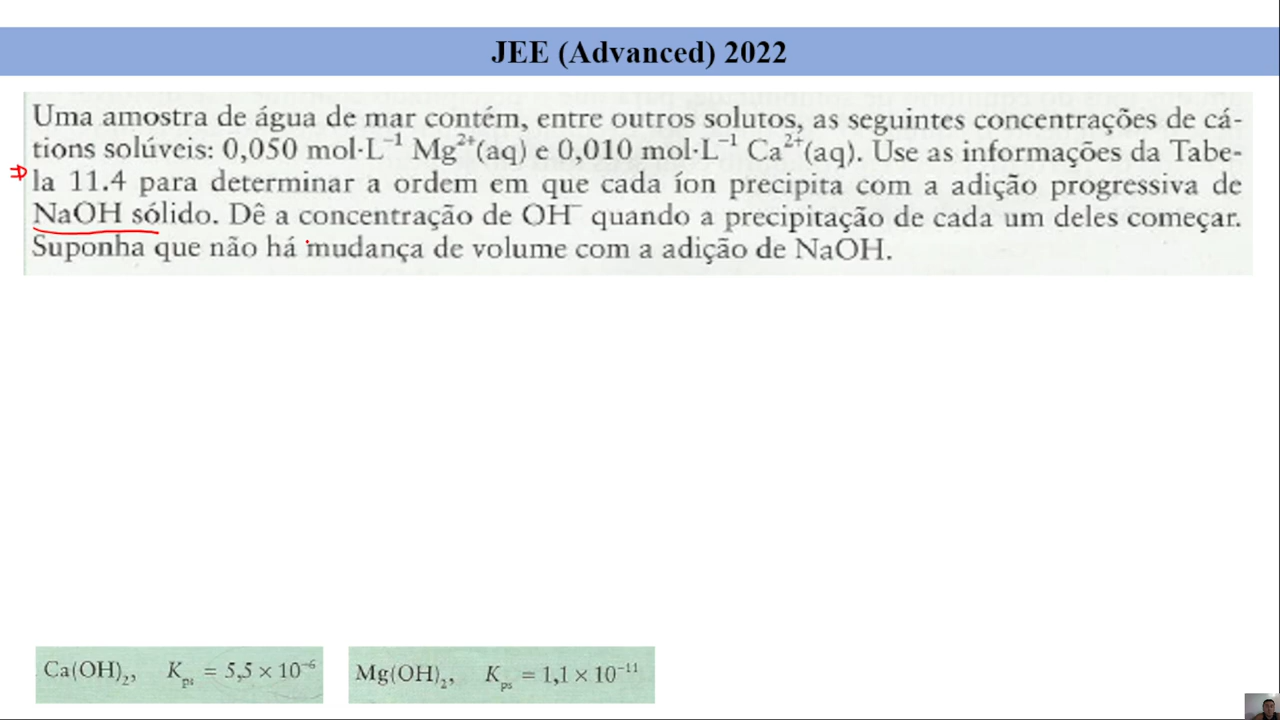 JEE (Advanced) 2022
Uma amostra de água de mar contém, entre outros solutos, as seguintes concentrações de cá-
tions solúveis: 0,050 mol·L⁻¹ Mg²⁺(aq) e 0,010 mol·L⁻¹ Ca²⁺(aq). Use as informações da Tabe-
la 11.4 para determinar a ordem em que cada íon precipita com a adição progressiva de
NaOH sólido. Dê a concentração de OH⁻ quando a precipitação de cada um deles começar.
Suponha que não há mudança de volume com a adição de NaOH.
Ca(OH)₂, Kps = 5,5 × 10⁻⁶
Mg(OH)₂, Kps = 1,1 × 10⁻¹¹